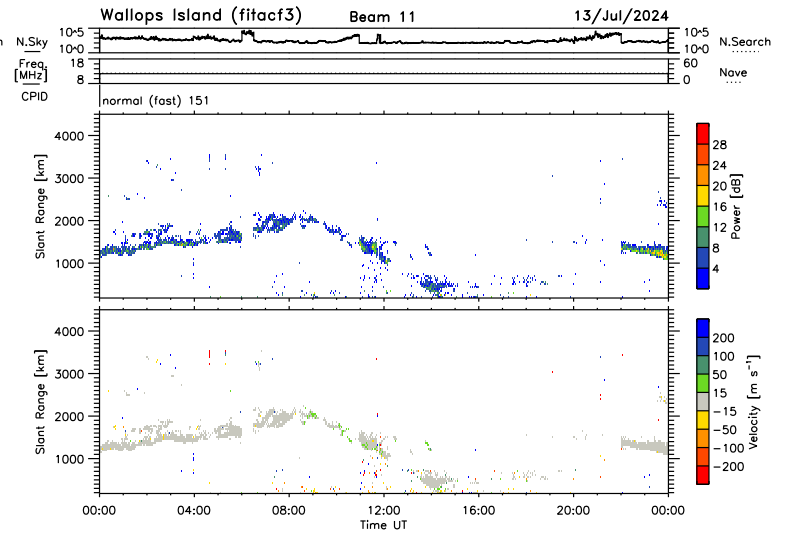 Wallops Island (fitacf3) Beam 11 13/Jul/2024
n N.Sky 10^5 10^0 10^5 10^0 N.Search
Freq. [MHz] 18 8 60 0 Nave
CPID normal (fast) 151
Slant Range [km] 4000 3000 2000 1000
28 24 20 16 12 8 4 Power [dB]
Slant Range [km] 4000 3000 2000 1000
200 100 50 15 -15 -50 -100 -200 Velocity [m s⁻¹]
00:00 04:00 08:00 12:00 16:00 20:00 00:00
Time UT